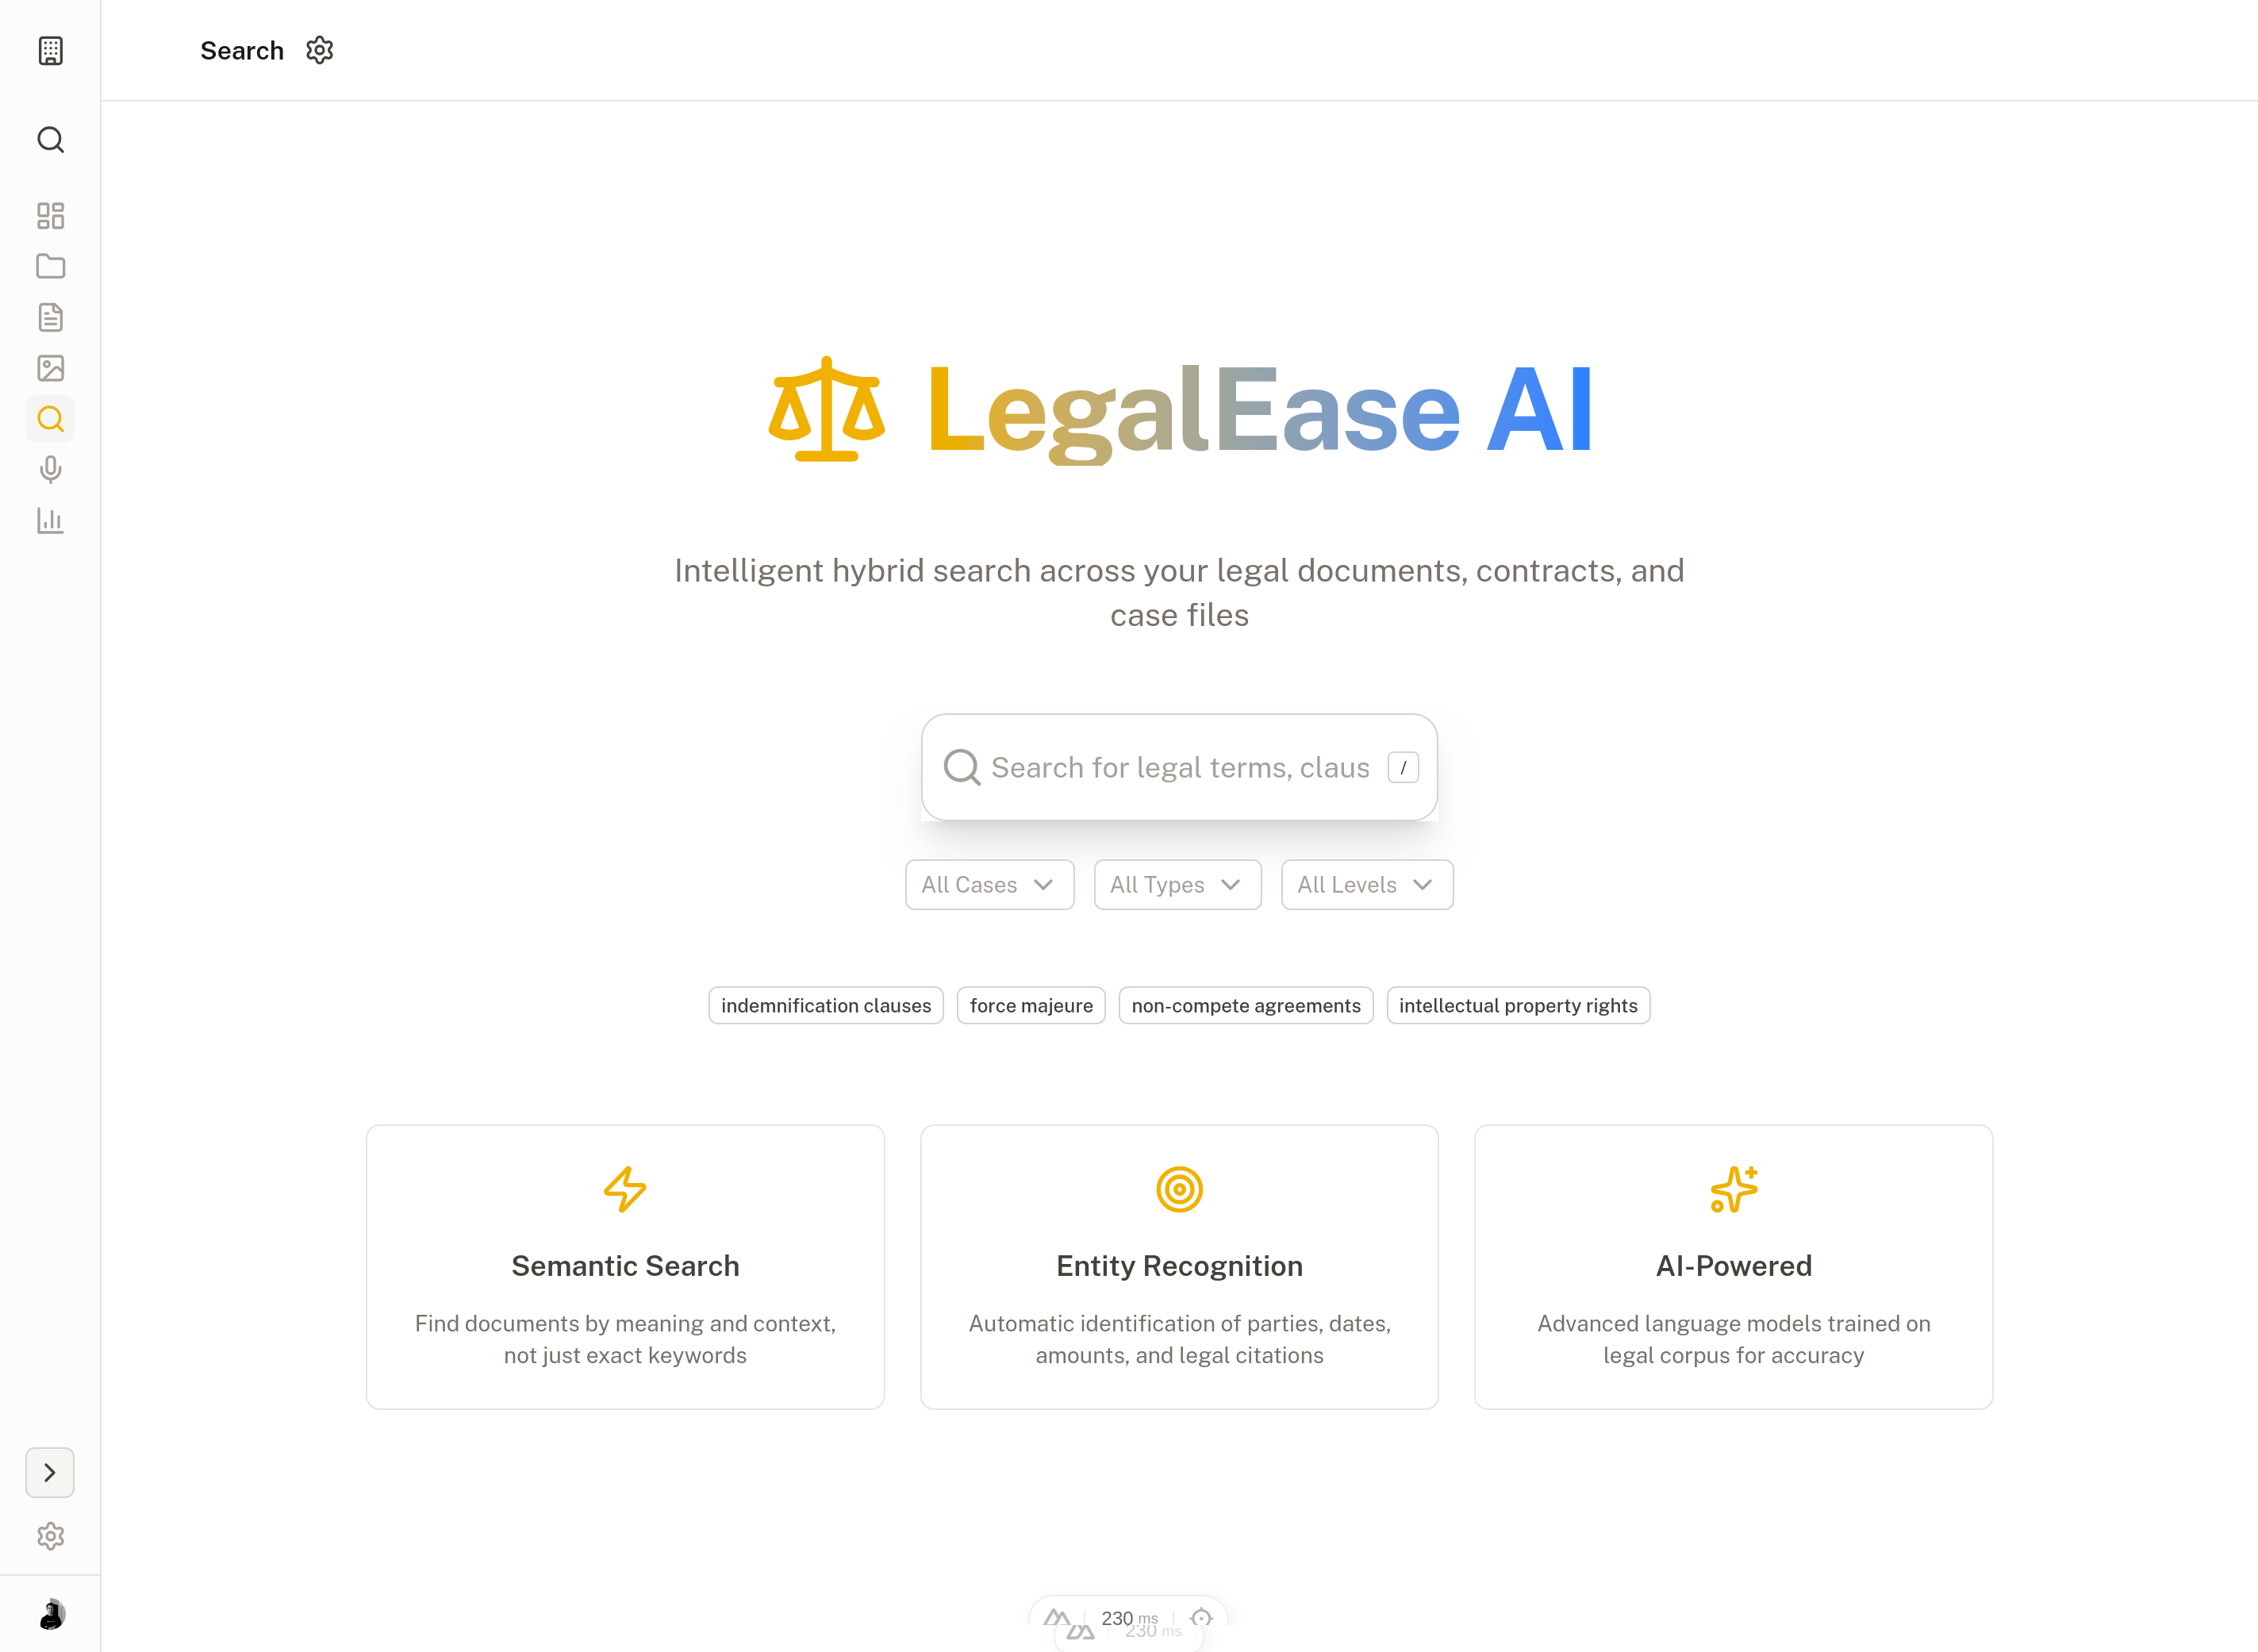 Search
LegalEase AI
Intelligent hybrid search across your legal documents, contracts, and
case files
Search for legal terms, claus
/
All Cases
All Types
All Levels
indemnification clauses
force majeure
non-compete agreements
intellectual property rights
Semantic Search
Find documents by meaning and context,
not just exact keywords
Entity Recognition
Automatic identification of parties, dates,
amounts, and legal citations
AI-Powered
Advanced language models trained on
legal corpus for accuracy
230 ms
230 ms